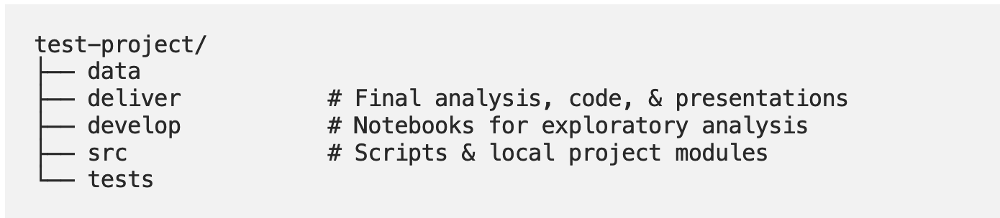 test-project/
├── data
├── deliver           # Final analysis, code, & presentations
├── develop           # Notebooks for exploratory analysis
├── src               # Scripts & local project modules
└── tests